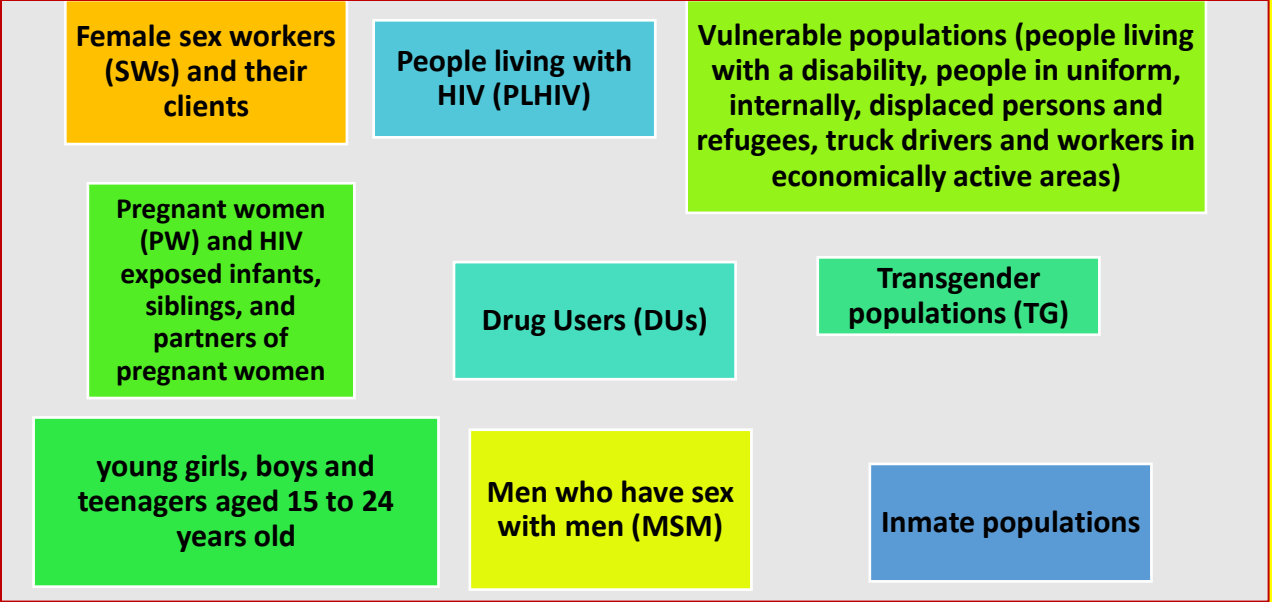 Female sex workers
(SWs) and their
clients
People living with
HIV (PLHIV)
Vulnerable populations (people living
with a disability, people in uniform,
internally, displaced persons and
refugees, truck drivers and workers in
economically active areas)
Pregnant women
(PW) and HIV
exposed infants,
siblings, and
partners of
pregnant women
Drug Users (DUs)
Transgender
populations (TG)
young girls, boys and
teenagers aged 15 to 24
years old
Men who have sex
with men (MSM)
Inmate populations